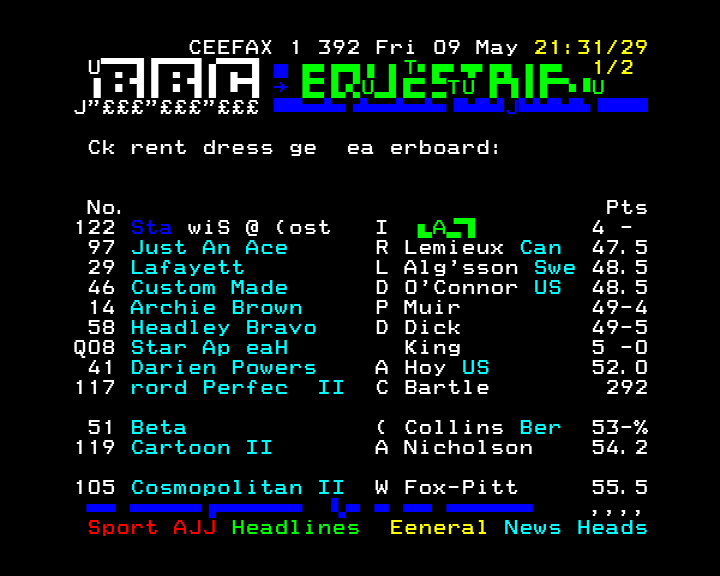 CEEFAX 1 392 Fri 09 May 21:31/29
BBC EQUESTRIA 1/2
J”£££”£££”£££
Ck rent dress ge ea erboard:
No. Pts
122 Sta wiS @ (ost I A 4 -
97 Just An Ace R Lemieux Can 47.5
29 Lafayett L Alg'sson Swe 48.5
46 Custom Made D O'Connor US 48.5
14 Archie Brown P Muir 49-4
58 Headley Bravo D Dick 49-5
Q08 Star Ap eaH King 5 -0
41 Darien Powers A Hoy US 52.0
117 rord Perfec II C Bartle 292
51 Beta ( Collins Ber 53-%
119 Cartoon II A Nicholson 54.2
105 Cosmopolitan II W Fox-Pitt 55.5
,,,,
Sport AJJ Headlines Eeneral News Heads